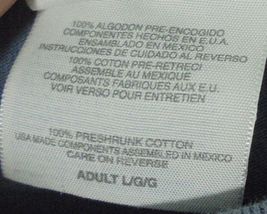 100% ALGODON PRE-ENCOGIDO
COMPONENTES HECHOS EN E.U.A.
ENSAMBLADO EN MEXICO
INSTRUCCIONES DE CUIDADO AL REVERSO
100% COTON PRE-RETRECI
ASSEMBLE AU MEXIQUE
COMPOSANTS FABRIQUES AUX E.U.
VOIR VERSO POUR ENTRETIEN
100% PRESHRUNK COTTON
USA MADE COMPONENTS ASSEMBLED IN MEXICO
CARE ON REVERSE
ADULT L/G/G